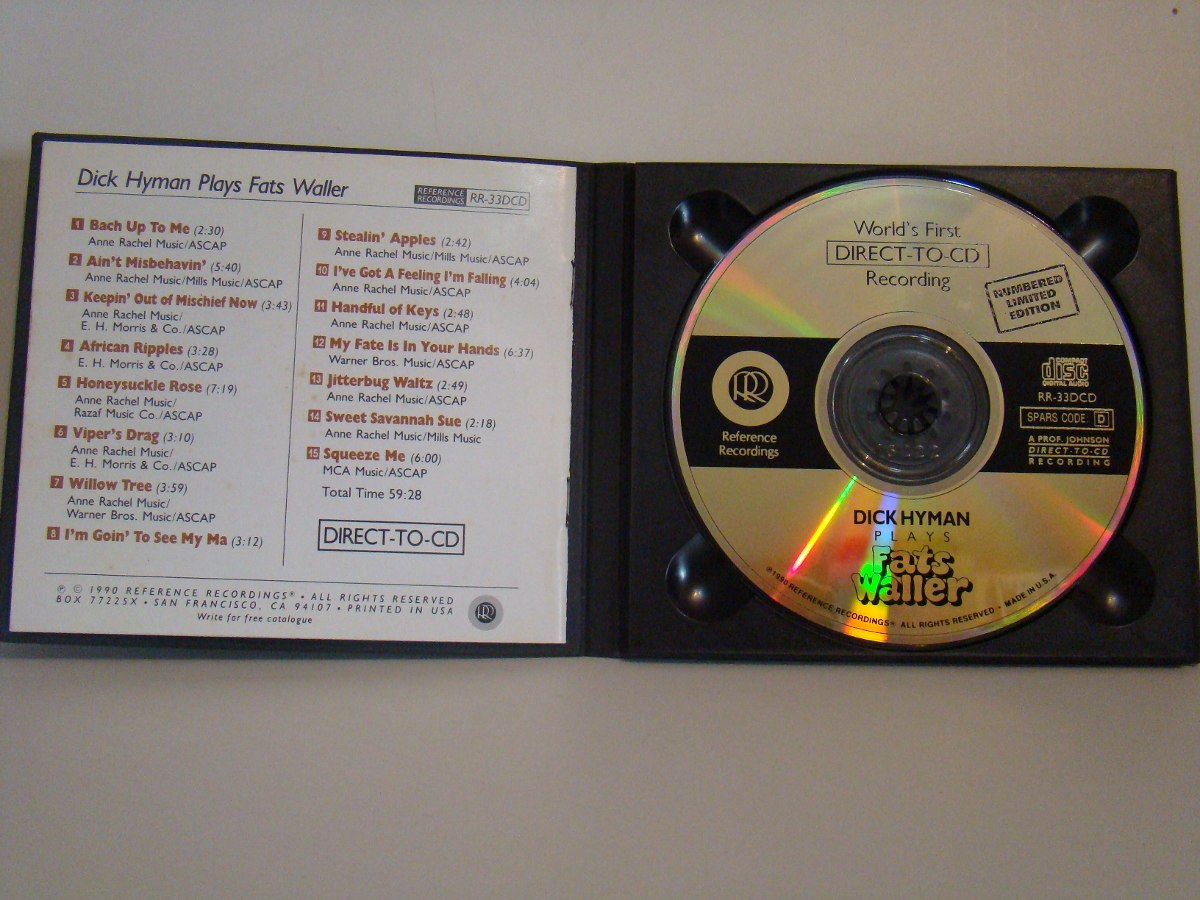 Dick Hyman Plays Fats Waller
REFERENCE
RECORDINGS
RR-33DCD
1 Bach Up To Me (2:30)
Anne Rachel Music/ASCAP
2 Ain't Misbehavin' (5:40)
Anne Rachel Music/Mills Music/ASCAP
3 Keepin' Out of Mischief Now (3:43)
Anne Rachel Music/
E. H. Morris & Co./ASCAP
4 African Ripples (3:28)
E. H. Morris & Co./ASCAP
5 Honeysuckle Rose (7:19)
Anne Rachel Music/
Razaf Music Co./ASCAP
6 Viper's Drag (3:10)
Anne Rachel Music/
E. H. Morris & Co./ASCAP
7 Willow Tree (3:59)
Anne Rachel Music/
Warner Bros. Music/ASCAP
8 I'm Goin' To See My Ma (3:12)
9 Stealin' Apples (2:42)
Anne Rachel Music/Mills Music/ASCAP
10 I've Got A Feeling I'm Falling (4:04)
Anne Rachel Music/ASCAP
11 Handful of Keys (2:48)
Anne Rachel Music/ASCAP
12 My Fate Is In Your Hands (6:37)
Warner Bros. Music/ASCAP
13 Jitterbug Waltz (2:49)
Anne Rachel Music/ASCAP
14 Sweet Savannah Sue (2:18)
Anne Rachel Music/Mills Music
15 Squeeze Me (6:00)
MCA Music/ASCAP
Total Time 59:28
DIRECT-TO-CD
℗ © 1990 REFERENCE RECORDINGS® • ALL RIGHTS RESERVED
BOX 77225X • SAN FRANCISCO, CA 94107 • PRINTED IN USA
Write for free catalogue
World's First
DIRECT-TO-CD
Recording
NUMBERED
LIMITED
EDITION
RR
Reference
Recordings
COMPACT
disc
DIGITAL AUDIO
RR-33DCD
SPARS CODE: D
A PROF. JOHNSON
DIRECT-TO-CD
RECORDING
DICK HYMAN
PLAYS
Fats
Waller
℗1990 REFERENCE RECORDINGS® ALL RIGHTS RESERVED • MADE IN U.S.A.